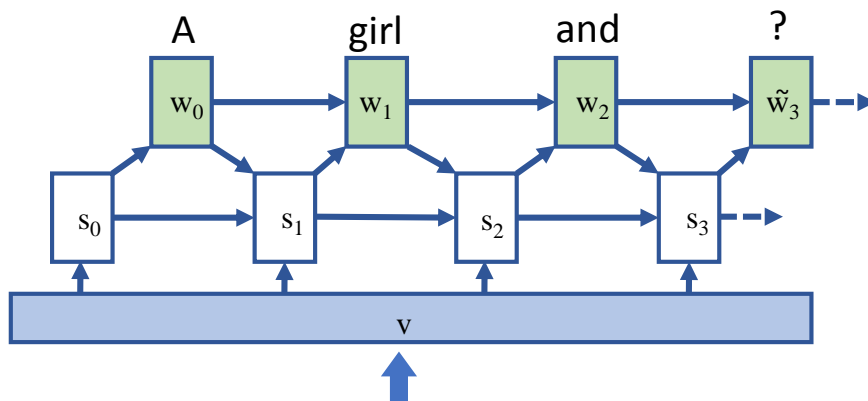 A girl and ?
w₀ w₁ w₂ w̃₃
s₀ s₁ s₂ s₃
v